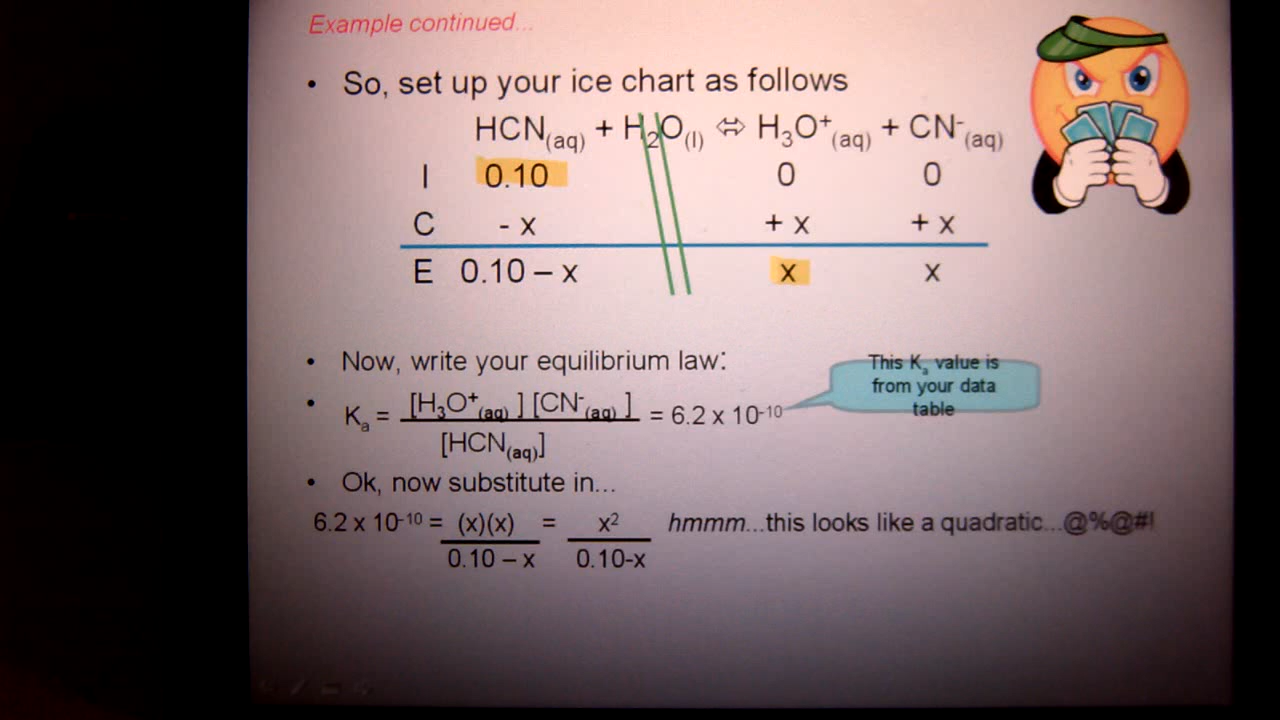 Example continued...
• So, set up your ice chart as follows
HCN(aq) + H2O(l) ⇔ H3O+(aq) + CN-(aq)
I 0.10 0 0
C - x + x + x
E 0.10 – x x x
• Now, write your equilibrium law:
This Ka value is
from your data
table
• Ka = [H3O+(aq) ] [CN-(aq) ] = 6.2 x 10-10
[HCN(aq)]
• Ok, now substitute in...
6.2 x 10-10 = (x)(x) = x2 hmmm...this looks like a quadratic...@%@#!
0.10 – x 0.10-x